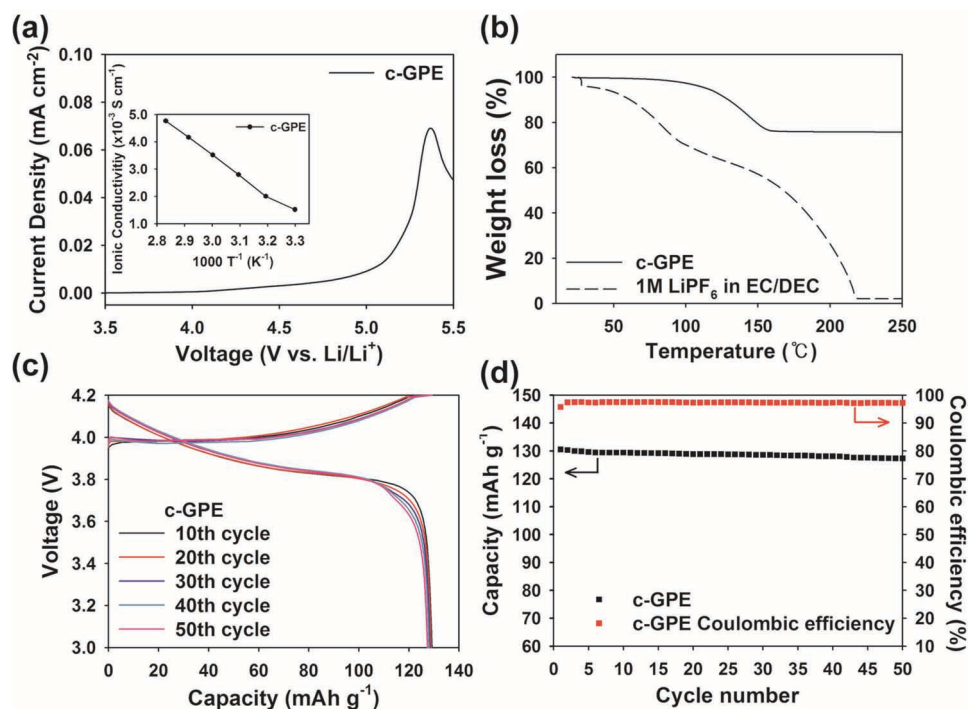 (a)
0.10
0.08
0.06
0.04
0.02
0.00
Current Density (mA cm-2)
c-GPE
5.0
4.0
3.0
2.0
1.0
Ionic Conductivitiy (x10-3 S cm-1)
c-GPE
2.8 2.9 3.0 3.1 3.2 3.3
1000 T-1 (K-1)
3.5 4.0 4.5 5.0 5.5
Voltage (V vs. Li/Li+)
(b)
100
80
60
40
20
0
Weight loss (%)
c-GPE
1M LiPF6 in EC/DEC
50 100 150 200 250
Temperature (℃)
(c)
4.2
4.0
3.8
3.6
3.4
3.2
3.0
Voltage (V)
c-GPE
10th cycle
20th cycle
30th cycle
40th cycle
50th cycle
0 20 40 60 80 100 120 140
Capacity (mAh g-1)
(d)
150
140
130
120
110
100
90
80
70
60
Capacity (mAh g-1)
c-GPE
c-GPE Coulombic efficiency
100
90
80
70
60
50
40
30
20
10
Coulombic
efficiency (%)
0 5 10 15 20 25 30 35 40 45 50
Cycle number